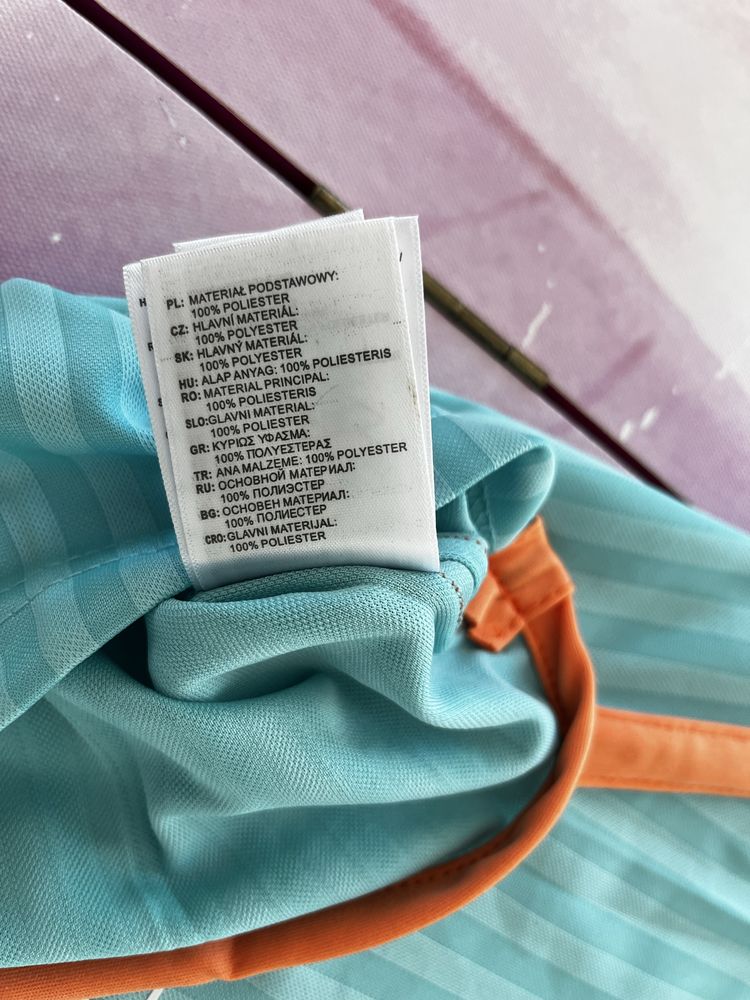 PL: MATERIAŁ PODSTAWOWY:
100% POLIESTER
CZ: HLAVNÍ MATERIÁL:
100% POLYESTER
SK: HLAVNÝ MATERIÁL:
100% POLYESTER
HU: ALAP ANYAG: 100% POLIESTERIS
RO: MATERIAL PRINCIPAL:
100% POLIESTERIS
SLO:GLAVNI MATERIAL:
100% POLIESTER
GR: ΚΥΡΙΩΣ ΥΦΑΣΜΑ:
100% ΠΟΛΥΕΣΤΕΡΑΣ
TR: ANA MALZEME: 100% POLYESTER
RU: ОСНОВНОЙ МАТЕРИАЛ:
100% ПОЛИЭСТЕР
BG: ОСНОВЕН МАТЕРИАЛ:
100% ПОЛИЕСТЕР
CRO:GLAVNI MATERIJAL:
100% POLIESTER